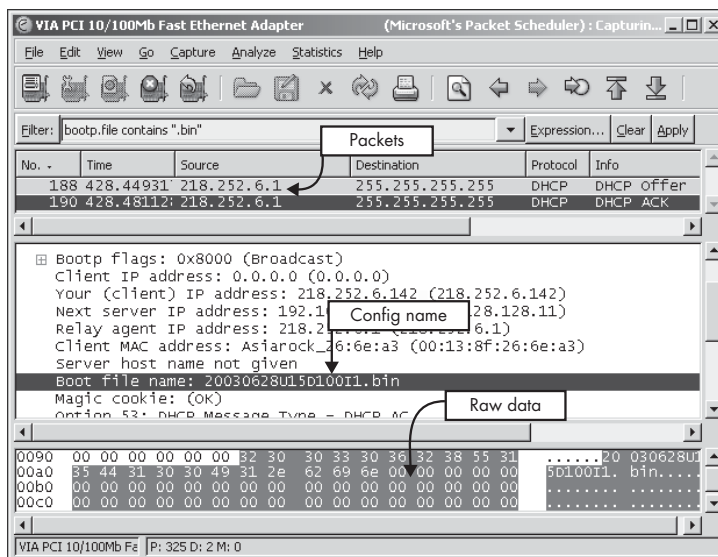 VIA PCI 10/100Mb Fast Ethernet Adapter (Microsoft's Packet Scheduler) : Capturin...
File Edit View Go Capture Analyze Statistics Help
Filter: bootp.file contains ".bin" Expression... Clear Apply
Packets
No. - Time Source Destination Protocol Info
188 428.44931 218.252.6.1 255.255.255.255 DHCP DHCP Offer
190 428.48112 218.252.6.1 255.255.255.255 DHCP DHCP ACK
Bootp flags: 0x8000 (Broadcast)
Client IP address: 0.0.0.0 (0.0.0.0)
Your (client) IP address: 218.252.6.142 (218.252.6.142)
Next server IP address: 28.128.11)
Config name
Relay agent IP address: 6.1)
Client MAC address: Asiarock_26:6e:a3 (00:13:8f:26:6e:a3)
Server host name not given
Boot file name: 20030628U15D100I1.bin
Magic cookie: (OK)
Option 53: DHCP Message Type = DHCP AC
Raw data
0090 00 00 00 00 00 00 32 30 30 33 30 36 32 38 55 31 ......20 030628U1
00a0 35 44 31 30 30 49 31 2e 62 69 6e 00 00 00 00 00 5D100I1. bin.....
00b0 00 00 00 00 00 00 00 00 00 00 00 00 00 00 00 00 ........ ........
00c0 00 00 00 00 00 00 00 00 00 00 00 00 00 00 00 00 ........ ........
VIA PCI 10/100Mb Fa P: 325 D: 2 M: 0